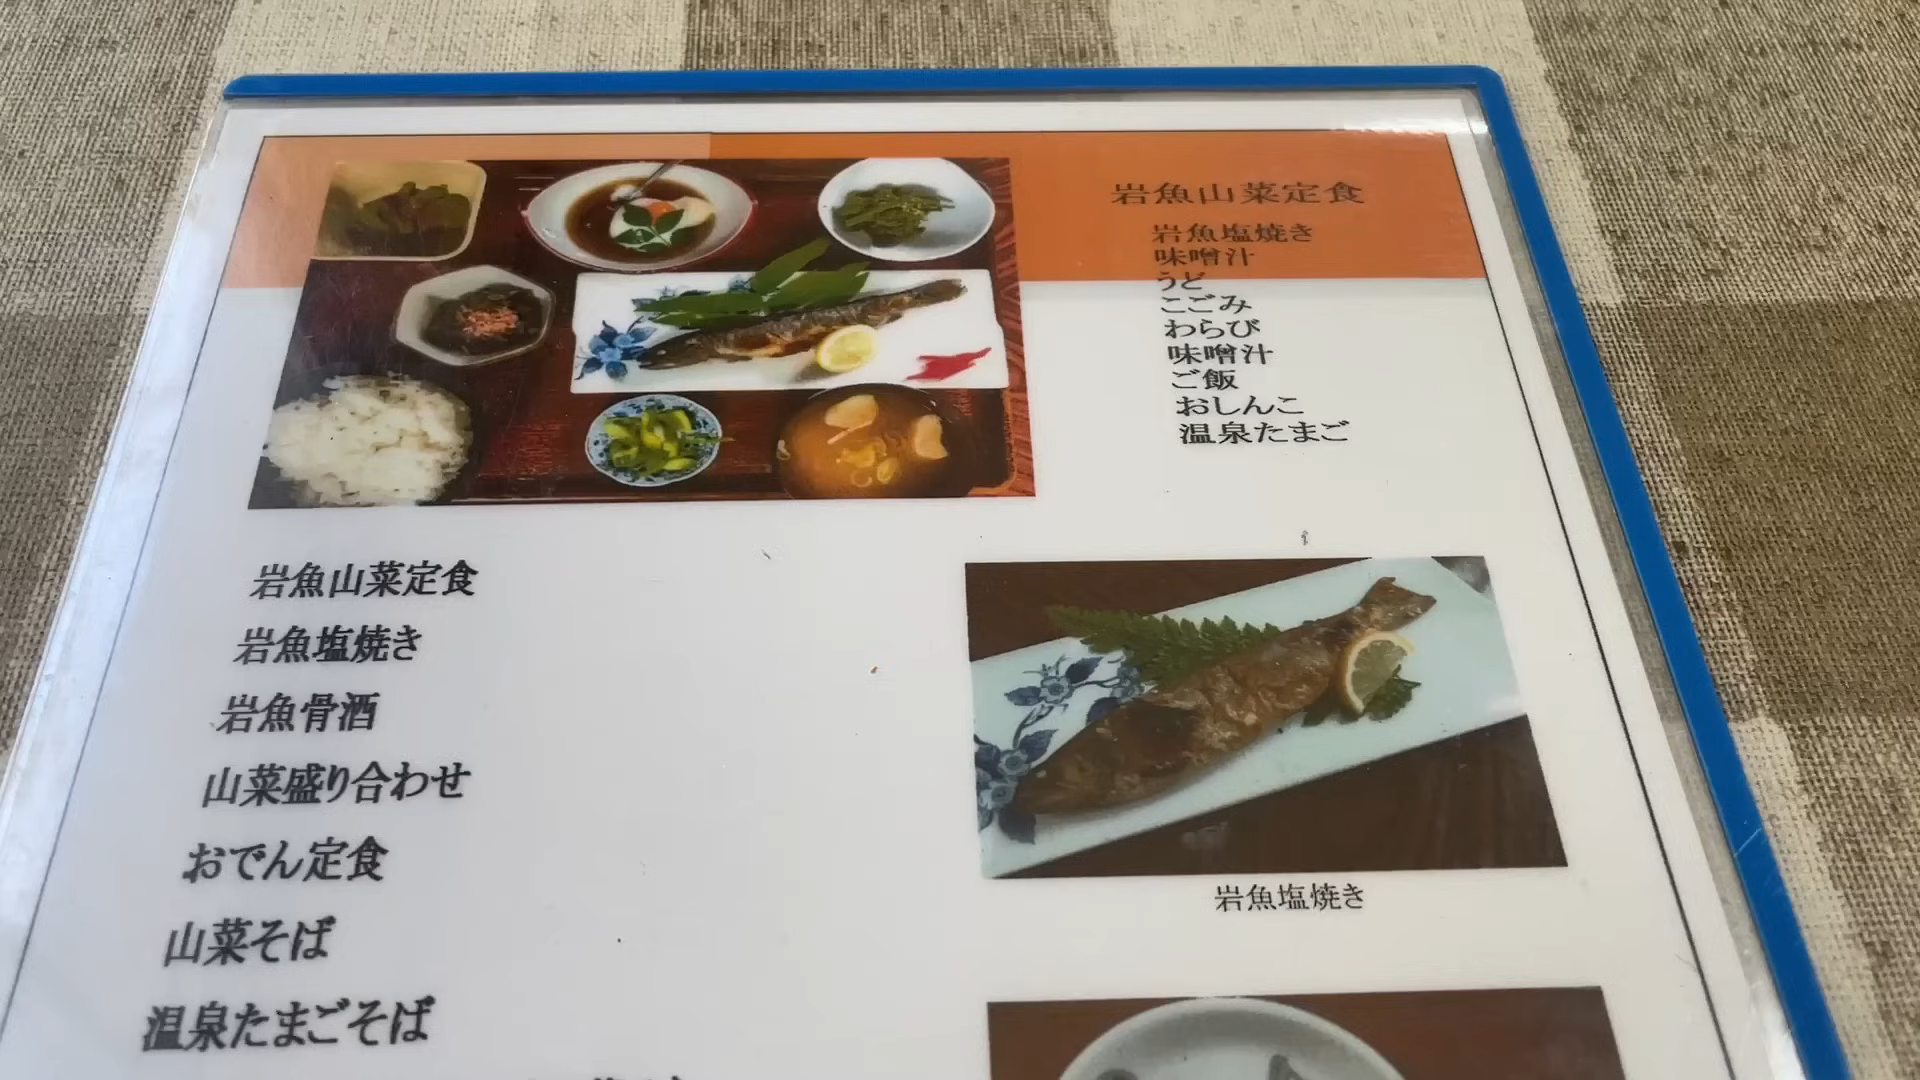 岩魚山菜定食
岩魚塩焼き
味噌汁
うど
こごみ
わらび
味噌汁
ご飯
おしんこ
温泉たまご
岩魚山菜定食
岩魚塩焼き
岩魚骨酒
山菜盛り合わせ
おでん定食
山菜そば
温泉たまごそば
岩魚塩焼き